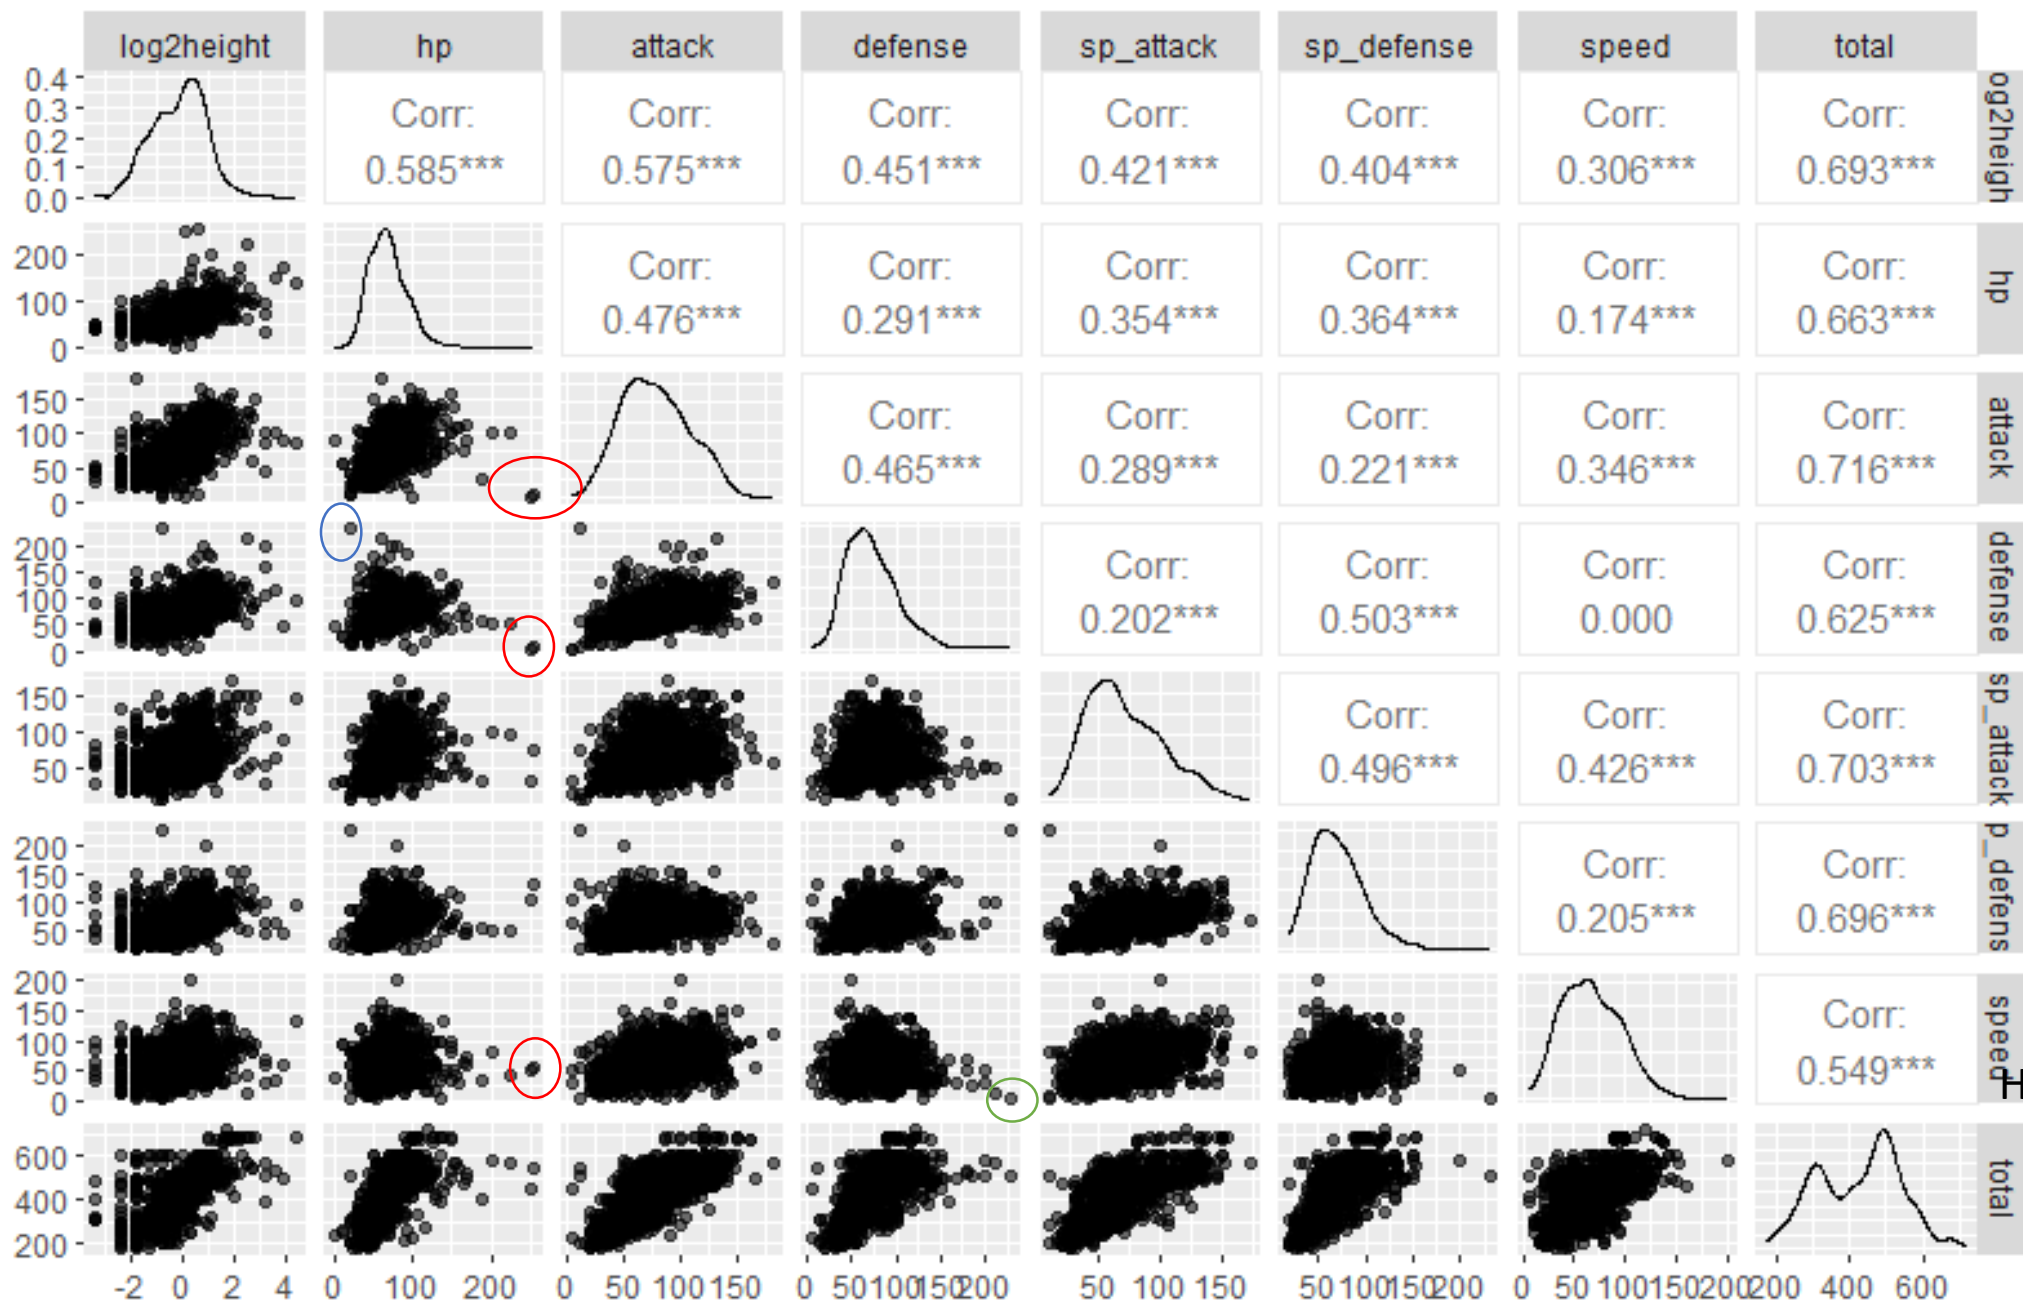 log2height hp attack defense sp_attack sp_defense speed total
0.4
0.3
0.2
0.1
0.0
Corr: Corr: Corr: Corr: Corr: Corr: Corr:
0.585*** 0.575*** 0.451*** 0.421*** 0.404*** 0.306*** 0.693***
og2heigh
200
100
0
Corr: Corr: Corr: Corr: Corr: Corr:
0.476*** 0.291*** 0.354*** 0.364*** 0.174*** 0.663***
hp
150
100
50
0
Corr: Corr: Corr: Corr: Corr:
0.465*** 0.289*** 0.221*** 0.346*** 0.716***
attack
200
150
100
50
0
Corr: Corr: Corr: Corr:
0.202*** 0.503*** 0.000 0.625***
defense
150
100
50
Corr: Corr: Corr:
0.496*** 0.426*** 0.703***
sp_attack
200
150
100
50
Corr: Corr:
0.205*** 0.696***
p_defens
200
150
100
50
0
Corr:
0.549***
speed
H
600
400
200
total
-2 0 2 4 0 100 200 0 50 100 150 0 50 100 150 200 50 100 150 50 100 150 200 0 50 100 150 200 200 400 600